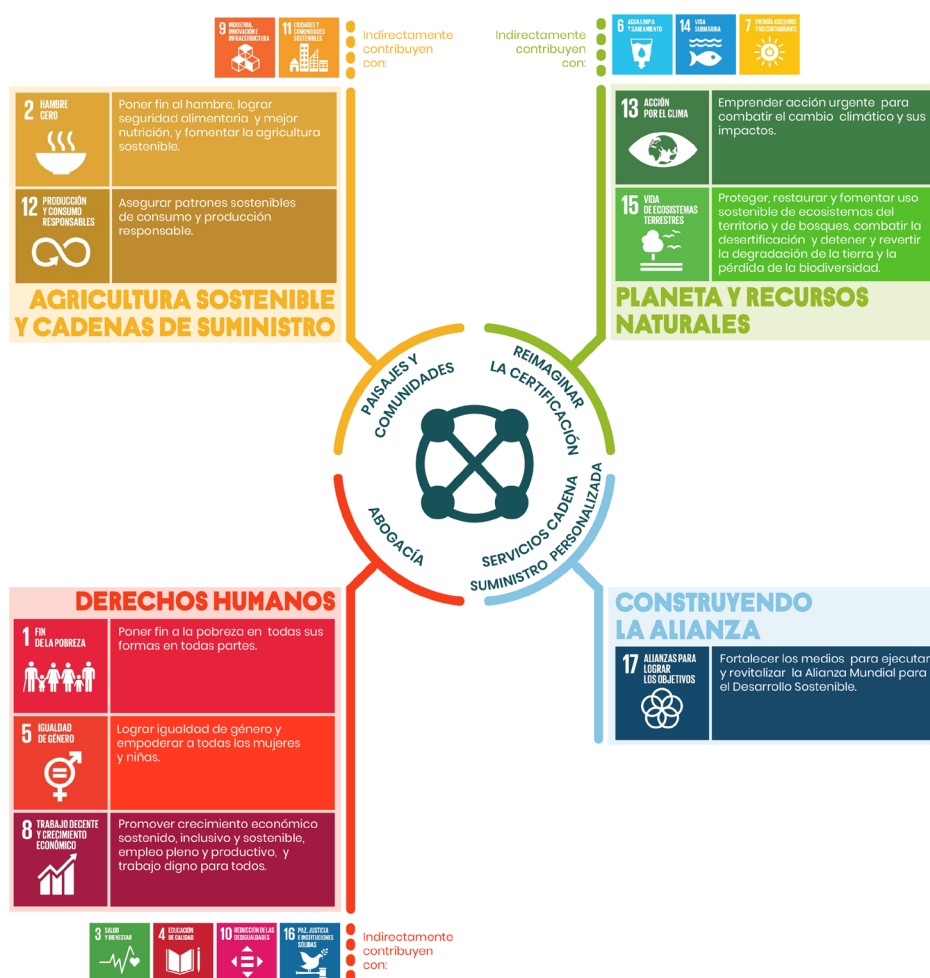 9 INDUSTRIA,
INNOVACIÓN E
INFRAESTRUCTURA
11 CIUDADES Y
COMUNIDADES
SOSTENIBLES
Indirectamente
contribuyen
con:
2 HAMBRE
CERO
Poner fin al hambre, lograr
seguridad alimentaria y mejor
nutrición, y fomentar la agricultura
sostenible.
12 PRODUCCIÓN
Y CONSUMO
RESPONSABLES
Asegurar patrones sostenibles
de consumo y producción
responsable.
AGRICULTURA SOSTENIBLE
Y CADENAS DE SUMINISTRO
Indirectamente
contribuyen
con:
6 AGUA LIMPIA
Y SANEAMIENTO
14 VIDA
SUBMARINA
7 ENERGÍA ASEQUIBLE
Y NO CONTAMINANTE
13 ACCIÓN
POR EL CLIMA
Emprender acción urgente para
combatir el cambio climático y sus
impactos.
15 VIDA
DE ECOSISTEMAS
TERRESTRES
Proteger, restaurar y fomentar uso
sostenible de ecosistemas del
territorio y de bosques, combatir la
desertificación y detener y revertir
la degradación de la tierra y la
pérdida de la biodiversidad.
PLANETA Y RECURSOS
NATURALES
PAISAJES Y
COMUNIDADES
REIMAGINAR
LA CERTIFICACIÓN
ABOGACÍA
SERVICIOS CADENA
SUMINISTRO PERSONALIZADA
DERECHOS HUMANOS
1 FIN
DE LA POBREZA
Poner fin a la pobreza en todas sus
formas en todas partes.
5 IGUALDAD
DE GÉNERO
Lograr igualdad de género y
empoderar a todas las mujeres
y niñas.
8 TRABAJO DECENTE
Y CRECIMIENTO
ECONÓMICO
Promover crecimiento económico
sostenido, inclusivo y sostenible,
empleo pleno y productivo, y
trabajo digno para todos.
3 SALUD
Y BIENESTAR
4 EDUCACIÓN
DE CALIDAD
10 REDUCCIÓN DE LAS
DESIGUALDADES
16 PAZ, JUSTICIA
E INSTITUCIONES
SÓLIDAS
Indirectamente
contribuyen
con:
CONSTRUYENDO
LA ALIANZA
17 ALIANZAS PARA
LOGRAR
LOS OBJETIVOS
Fortalecer los medios para ejecutar
y revitalizar la Alianza Mundial para
el Desarrollo Sostenible.